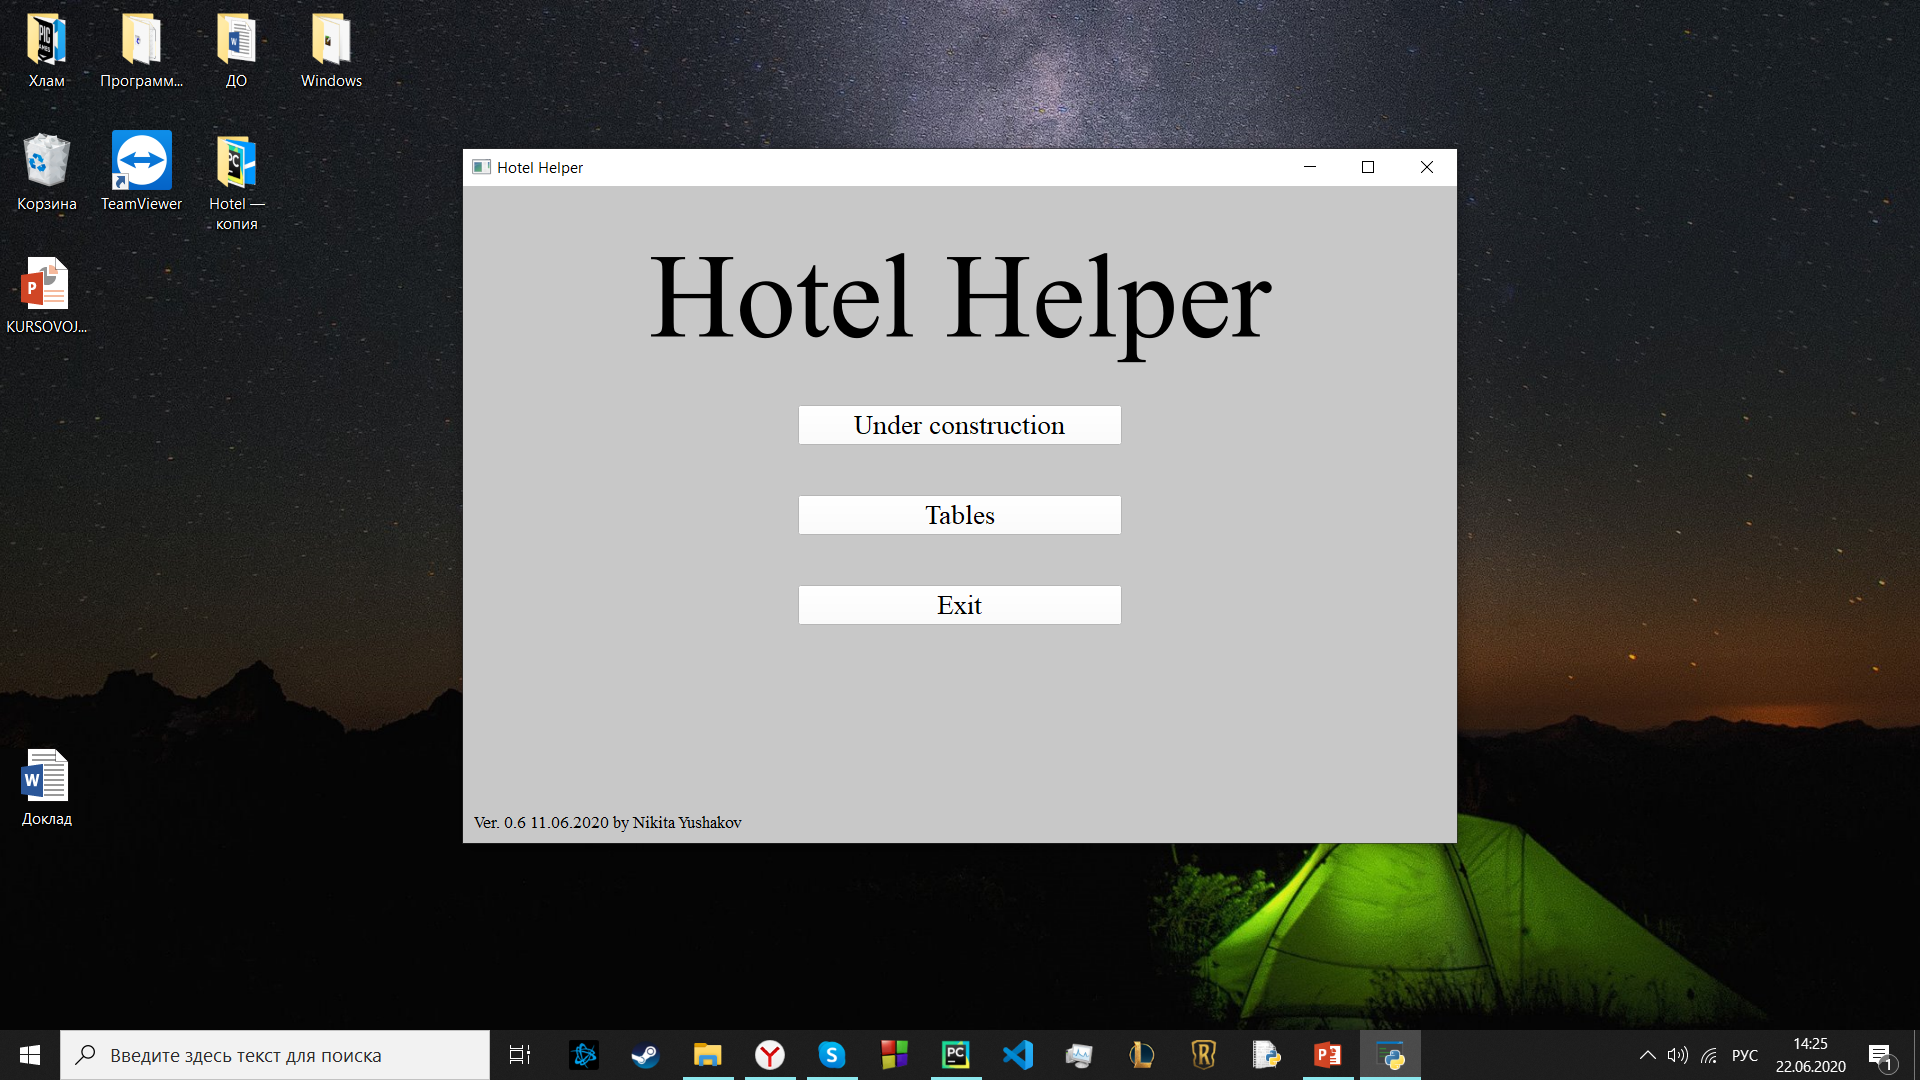 Хлам
Программ...
ДО
Windows
Корзина
TeamViewer
Hotel —
копия
KURSOVOJ...
Доклад
Hotel Helper
Hotel Helper
Under construction
Tables
Exit
Ver. 0.6 11.06.2020 by Nikita Yushakov
Введите здесь текст для поиска
РУС
14:25
22.06.2020
1